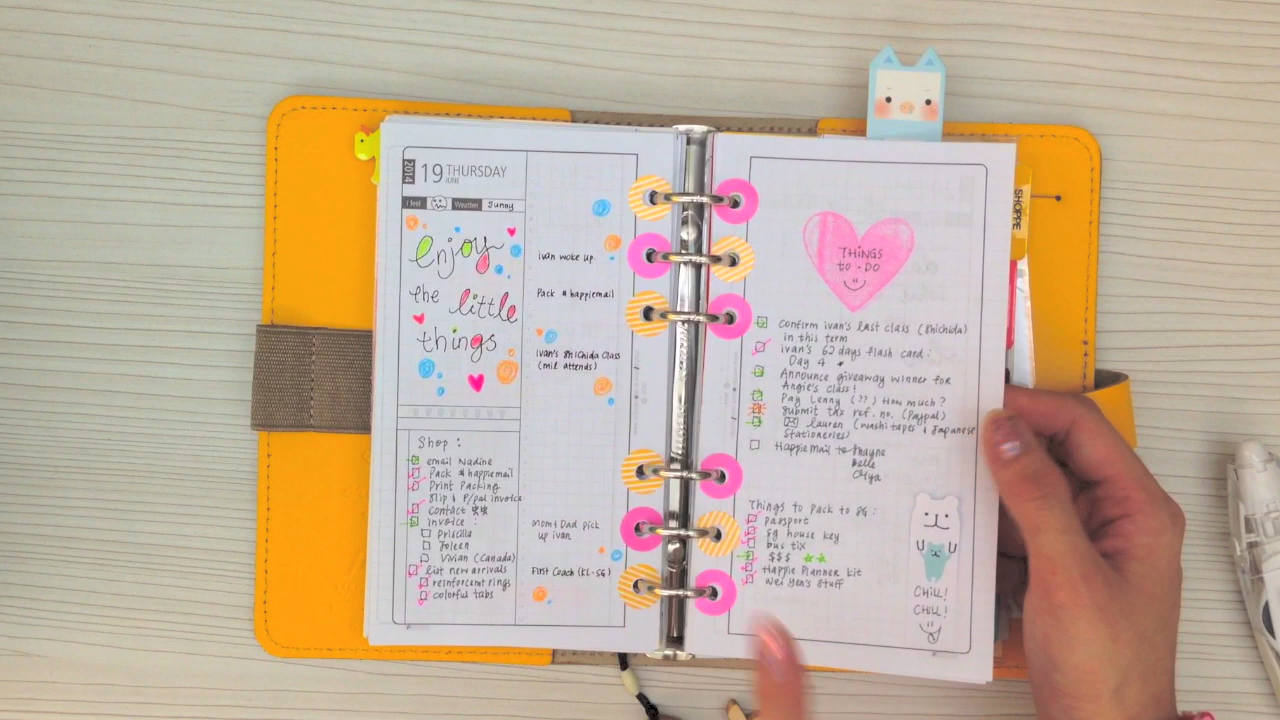 2014
19 THURSDAY
JUNE
I feel Weather Sunny
enjoy
the little
things
Shop :
email Nadine
Pack # happiemail
Print Packing
Slip & P/pal invoice
Contact
invoice :
Priscilla
Joleen
Vivian (Canada)
list new arrivals
reinforcement rings
colorful tabs
ivan woke up
Pack # happiemail
ivan's Shichida Class
(mil attends)
Mom + Dad pick
up ivan
First Coach (KL-SG)
THINGS
to - DO
Confirm ivan's last class (Shichida)
in this term
ivan's 62 days flash card :
Day 4
Announce giveaway winner for
Angie's class!
Pay Lenny (??) How much?
Submit tax ref. no. (Paypal)
lauren (washi tapes & Japanese
Stationeries)
HappieMail to Shayne
Belle
Things to pack to SG :
passport
sg house key
bus tix
$$$
Happie Planner kit
Wei Yen's stuff
CHILL!
CHILL!
SHOPPE